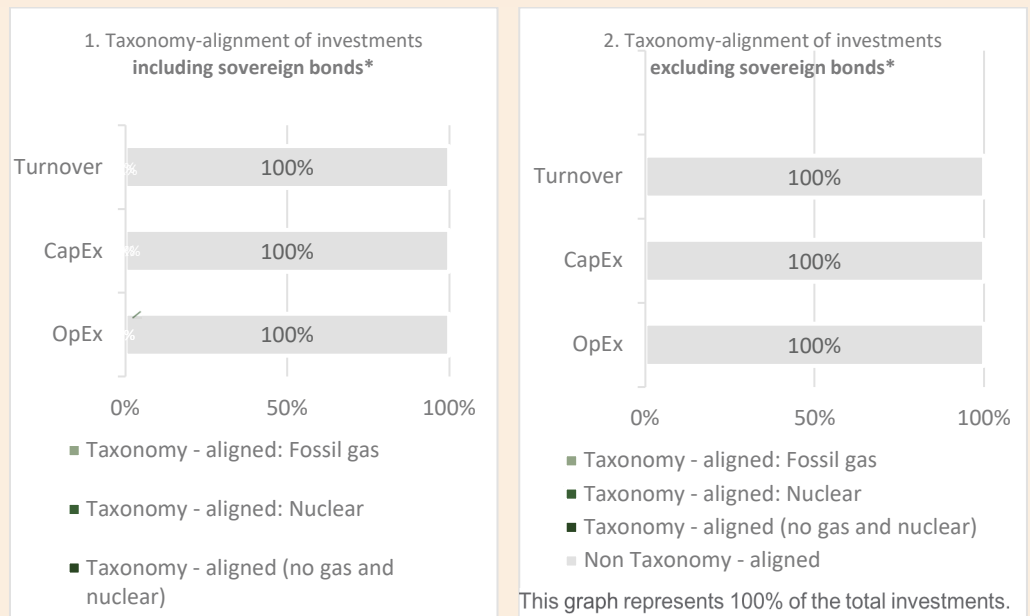 1. Taxonomy-alignment of investments
including sovereign bonds*
Turnover
100%
CapEx
100%
OpEx
100%
0%
50%
100%
■ Taxonomy - aligned: Fossil gas
■ Taxonomy - aligned: Nuclear
■ Taxonomy - aligned (no gas and
nuclear)
2. Taxonomy-alignment of investments
excluding sovereign bonds*
Turnover
100%
CapEx
100%
OpEx
100%
0%
50%
100%
■ Taxonomy - aligned: Fossil gas
■ Taxonomy - aligned: Nuclear
■ Taxonomy - aligned (no gas and nuclear)
■ Non Taxonomy - aligned
This graph represents 100% of the total investments.